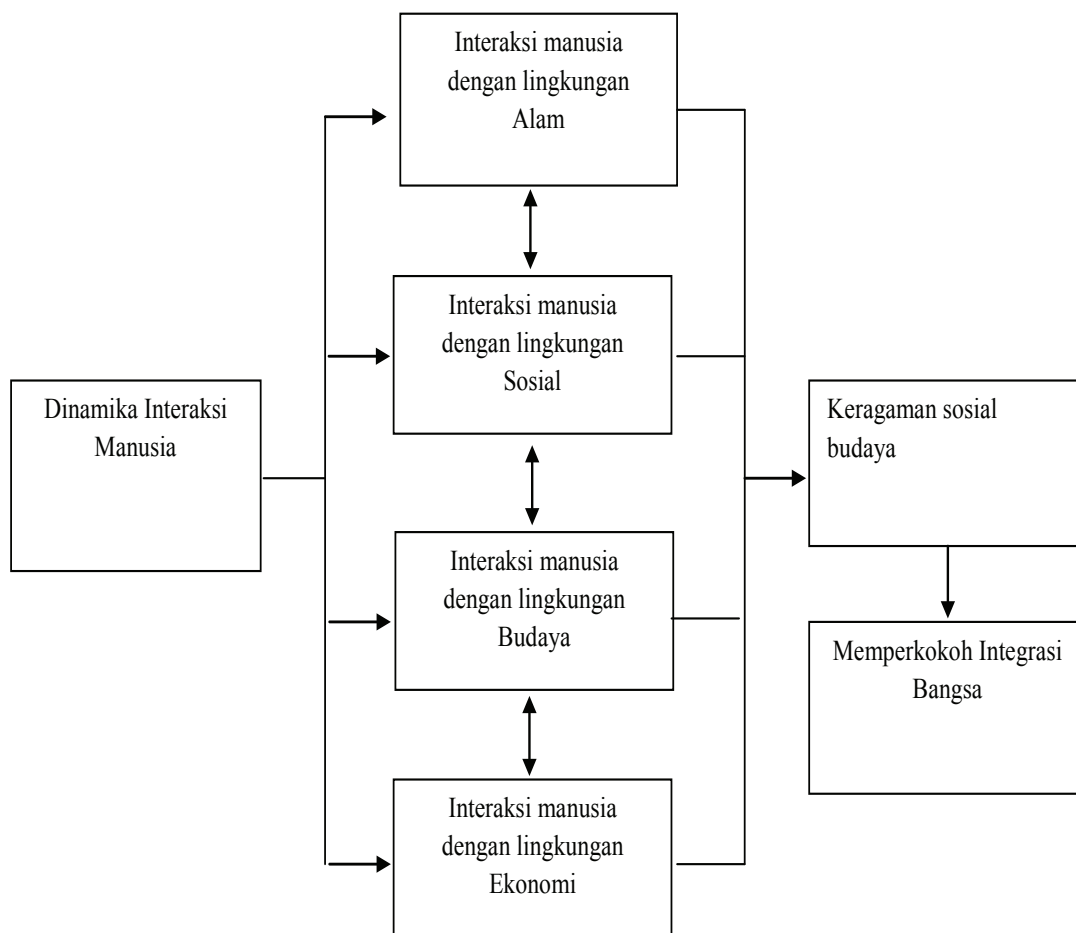 Interaksi manusia
dengan lingkungan
Alam
Interaksi manusia
dengan lingkungan
Sosial
Dinamika Interaksi
Manusia
Keragaman sosial
budaya
Interaksi manusia
dengan lingkungan
Budaya
Memperkokoh Integrasi
Bangsa
Interaksi manusia
dengan lingkungan
Ekonomi